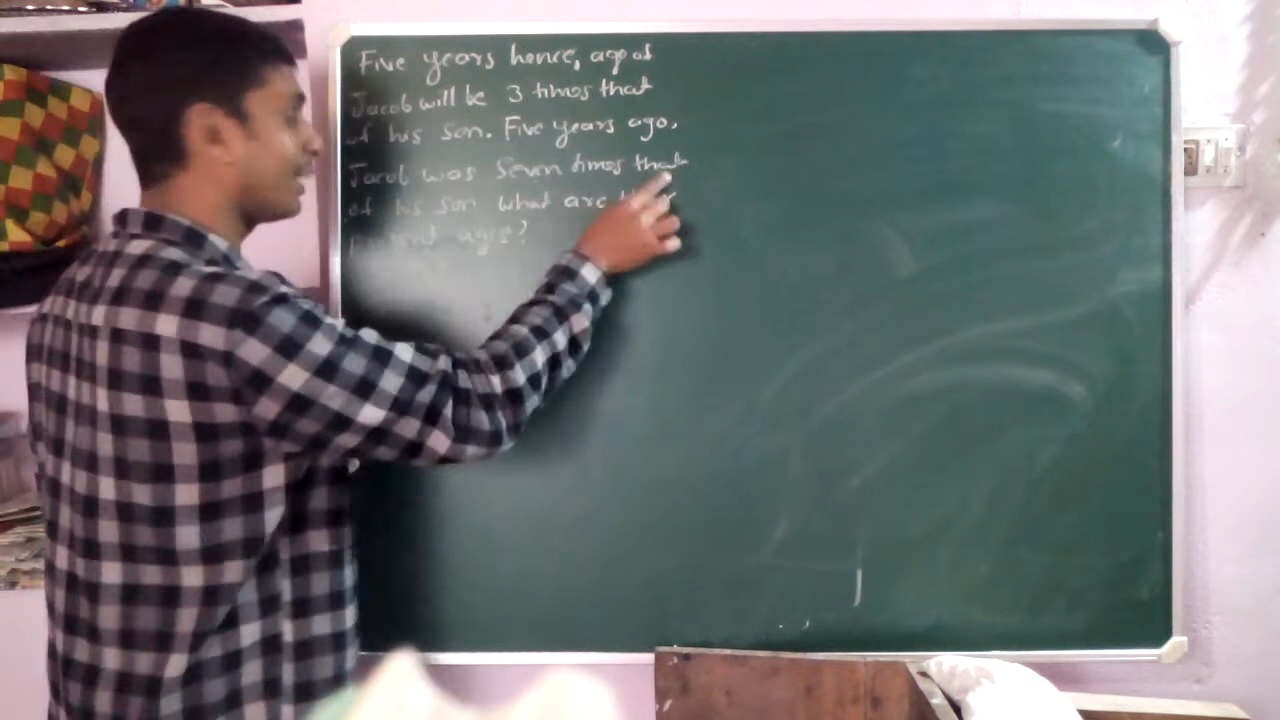 Five years hence, age of
Jacob will be 3 times that
of his son. Five years ago,
Jacob was Seven times that
of his son what are
present ages?